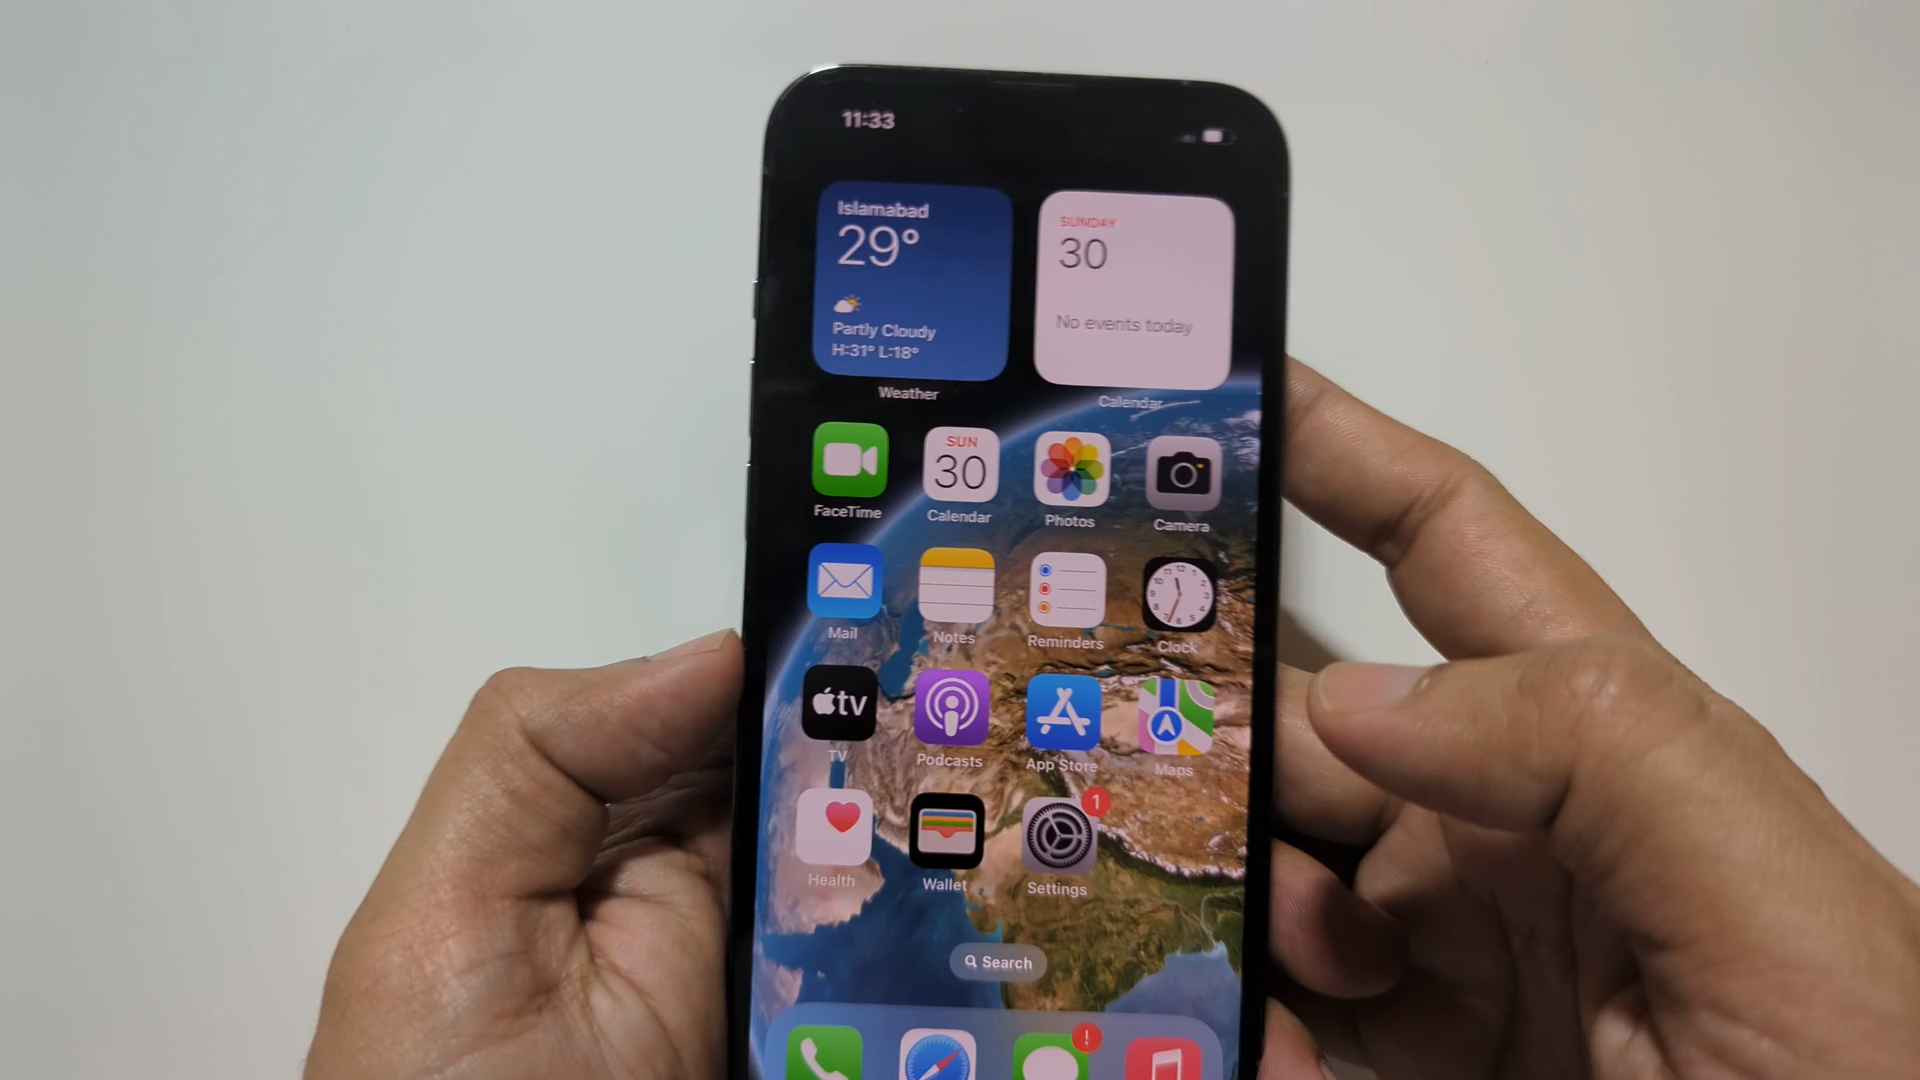 11:33
Islamabad
29°
Partly Cloudy
H:31° L:18°
Weather
SUNDAY
30
No events today
Calendar
SUN
30
FaceTime
Calendar
Photos
Camera
Mail
Notes
Reminders
Clock
tv
TV
Podcasts
App Store
Maps
1
Health
Wallet
Settings
Search
!